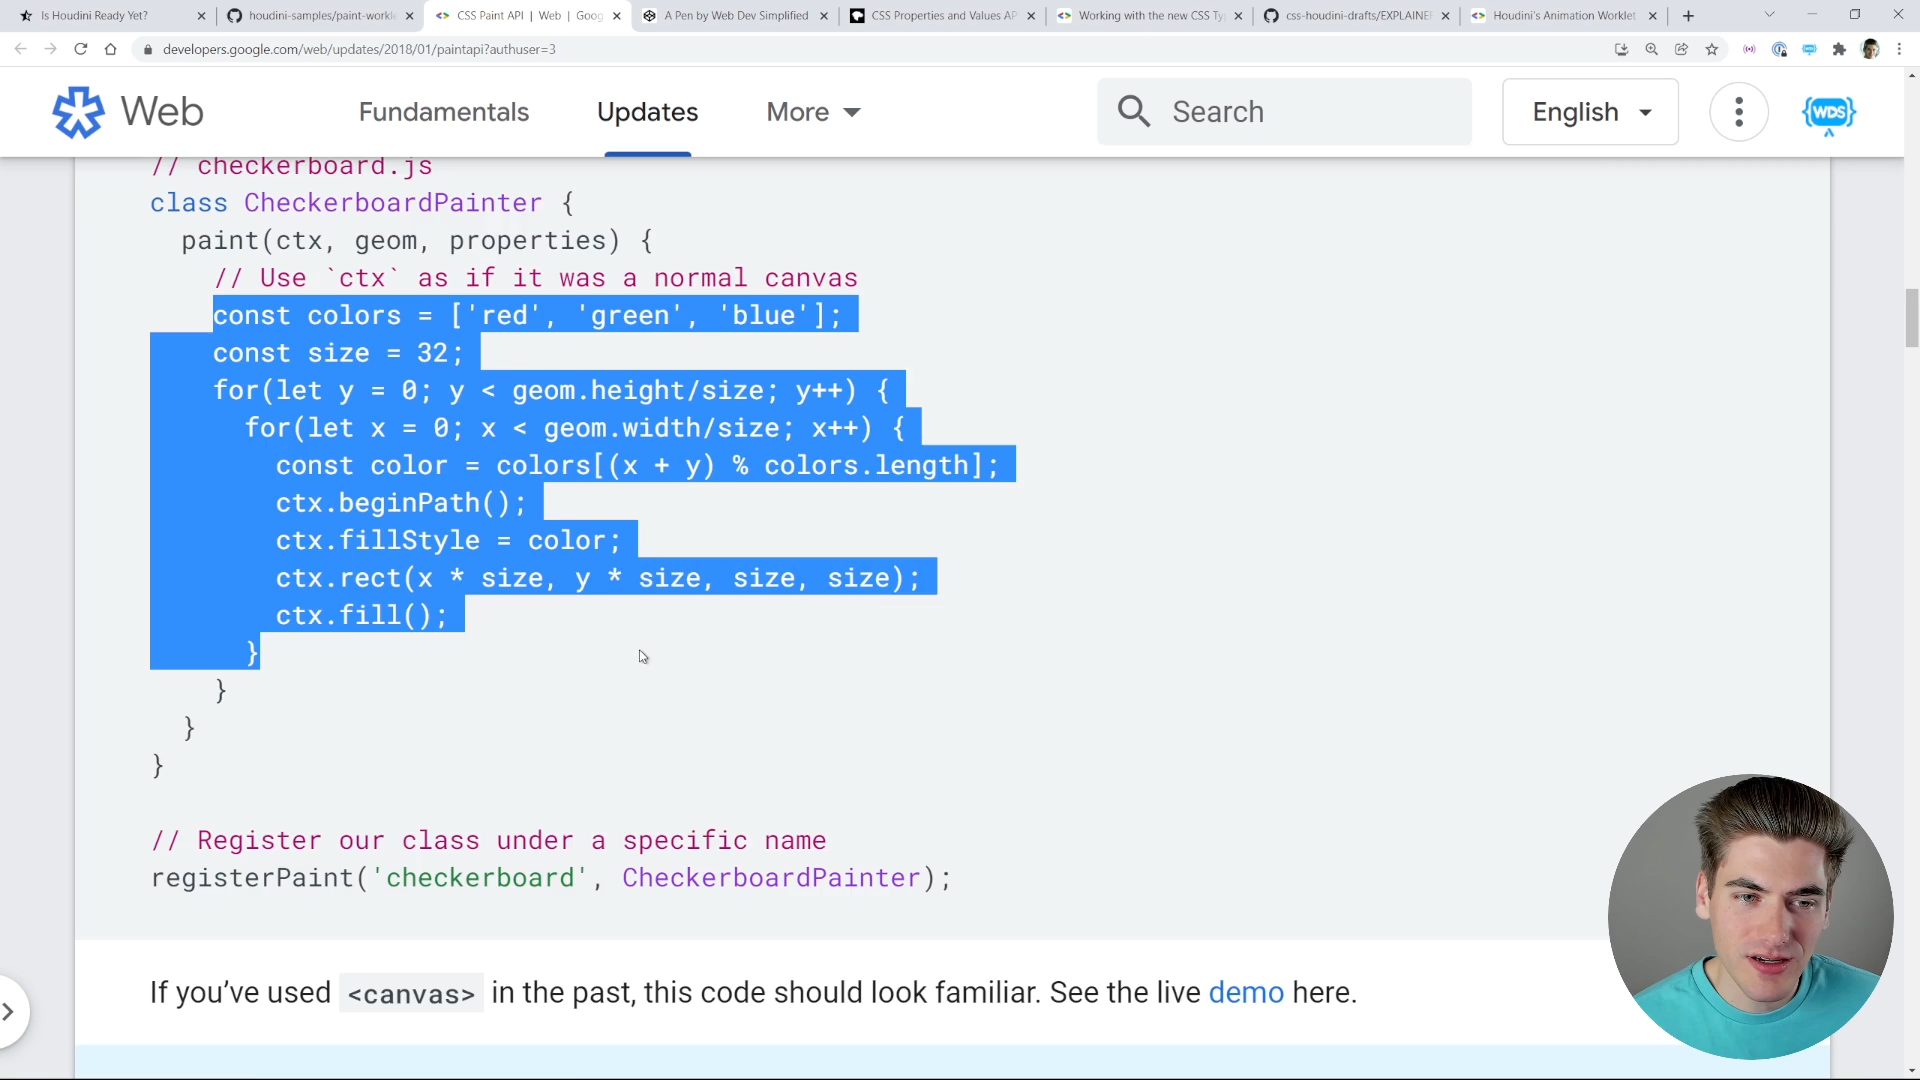 Is Houdini Ready Yet?
houdini-samples/paint-workle
CSS Paint API | Web | Goog
A Pen by Web Dev Simplified
CSS Properties and Values AP
Working with the new CSS Ty
css-houdini-drafts/EXPLAINER
Houdini's Animation Worklet
developers.google.com/web/updates/2018/01/paintapi?authuser=3
Web
Fundamentals
Updates
More
Search
English
{WDS}
// checkerboard.js
class CheckerboardPainter {
paint(ctx, geom, properties) {
// Use `ctx` as if it was a normal canvas
const colors = ['red', 'green', 'blue'];
const size = 32;
for(let y = 0; y < geom.height/size; y++) {
for(let x = 0; x < geom.width/size; x++) {
const color = colors[(x + y) % colors.length];
ctx.beginPath();
ctx.fillStyle = color;
ctx.rect(x * size, y * size, size, size);
ctx.fill();
}
}
}
}
// Register our class under a specific name
registerPaint('checkerboard', CheckerboardPainter);
If you’ve used <canvas> in the past, this code should look familiar. See the live demo here.